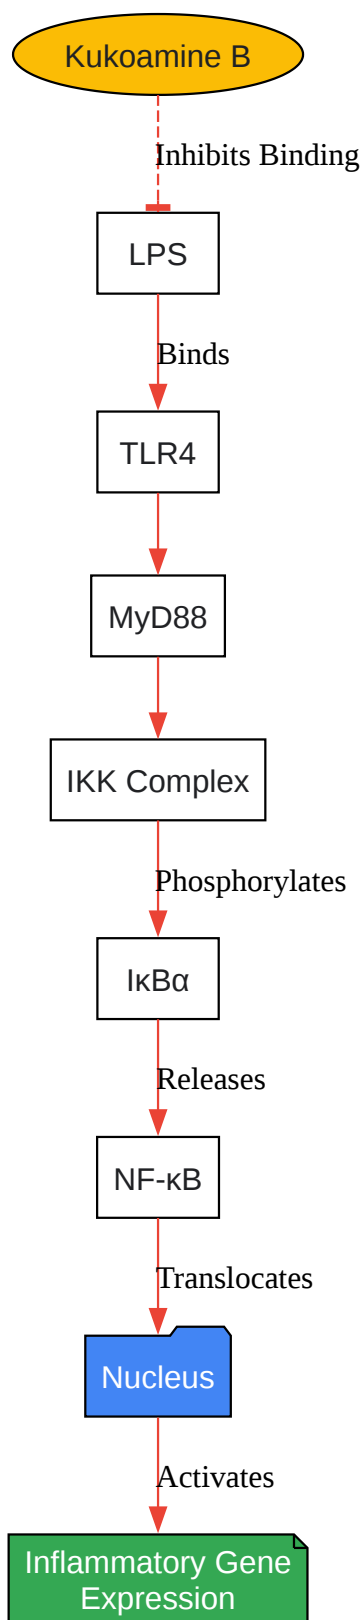 Kukoamine B
Inhibits Binding
LPS
Binds
TLR4
MyD88
IKK Complex
Phosphorylates
IκBα
Releases
NF-κB
Translocates
Nucleus
Activates
Inflammatory Gene
Expression